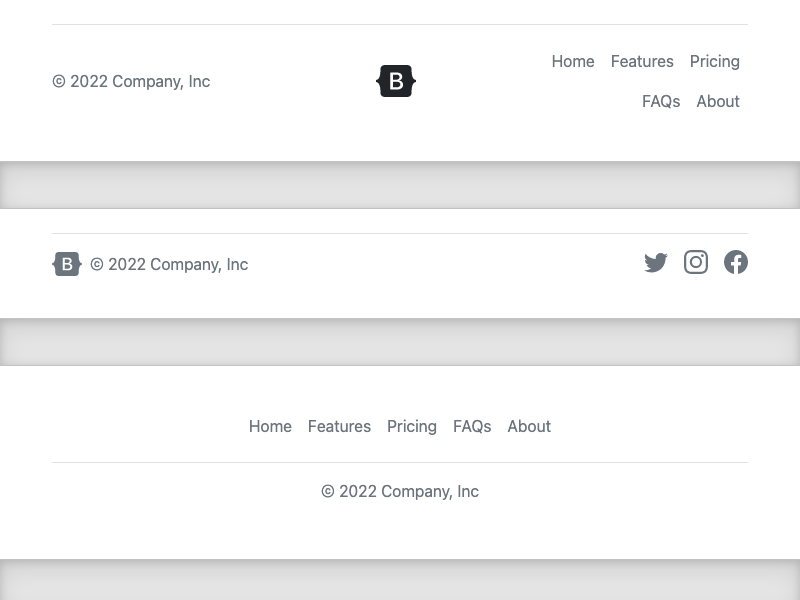 © 2022 Company, Inc
B
Home Features Pricing
FAQs About
B © 2022 Company, Inc
Home Features Pricing FAQs About
© 2022 Company, Inc